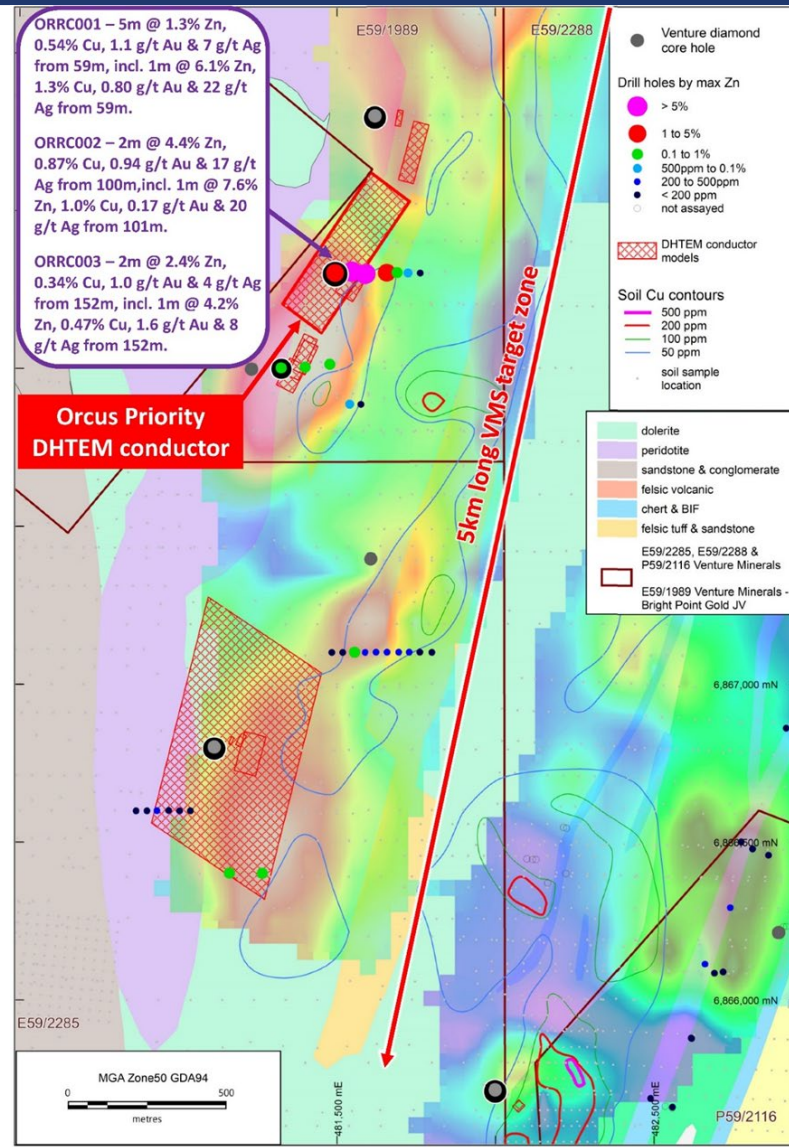 ORRC001 – 5m @ 1.3% Zn,
0.54% Cu, 1.1 g/t Au & 7 g/t Ag
from 59m, incl. 1m @ 6.1% Zn,
1.3% Cu, 0.80 g/t Au & 22 g/t
Ag from 59m.
ORRC002 – 2m @ 4.4% Zn,
0.87% Cu, 0.94 g/t Au & 17 g/t
Ag from 100m,incl. 1m @ 7.6%
Zn, 1.0% Cu, 0.17 g/t Au & 20
g/t Ag from 101m.
ORRC003 – 2m @ 2.4% Zn,
0.34% Cu, 1.0 g/t Au & 4 g/t Ag
from 152m, incl. 1m @ 4.2%
Zn, 0.47% Cu, 1.6 g/t Au & 8
g/t Ag from 152m.
E59/1989
E59/2288
Venture diamond
core hole
Drill holes by max Zn
> 5%
1 to 5%
0.1 to 1%
500ppm to 0.1%
200 to 500ppm
< 200 ppm
not assayed
DHTEM conductor
models
Soil Cu contours
500 ppm
200 ppm
100 ppm
50 ppm
soil sample
location
dolerite
peridotite
sandstone & conglomerate
felsic volcanic
chert & BIF
felsic tuff & sandstone
E59/2285, E59/2288 &
P59/2116 Venture Minerals
E59/1989 Venture Minerals -
Bright Point Gold JV
Orcus Priority
DHTEM conductor
5km long VMS target zone
6,867,000 mN
6,866,500 mN
6,866,000 mN
E59/2285
MGA Zone50 GDA94
0 500
metres
481,500 mE
482,500 mE
P59/2116